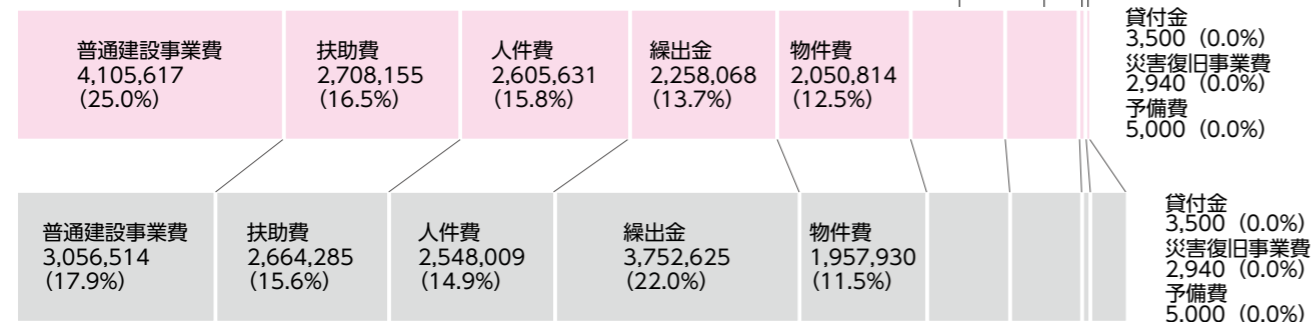 普通建設事業費
4,105,617
(25.0%)
扶助費
2,708,155
(16.5%)
人件費
2,605,631
(15.8%)
繰出金
2,258,068
(13.7%)
物件費
2,050,814
(12.5%)
貸付金
3,500 (0.0%)
災害復旧事業費
2,940 (0.0%)
予備費
5,000 (0.0%)
普通建設事業費
3,056,514
(17.9%)
扶助費
2,664,285
(15.6%)
人件費
2,548,009
(14.9%)
繰出金
3,752,625
(22.0%)
物件費
1,957,930
(11.5%)
貸付金
3,500 (0.0%)
災害復旧事業費
2,940 (0.0%)
予備費
5,000 (0.0%)